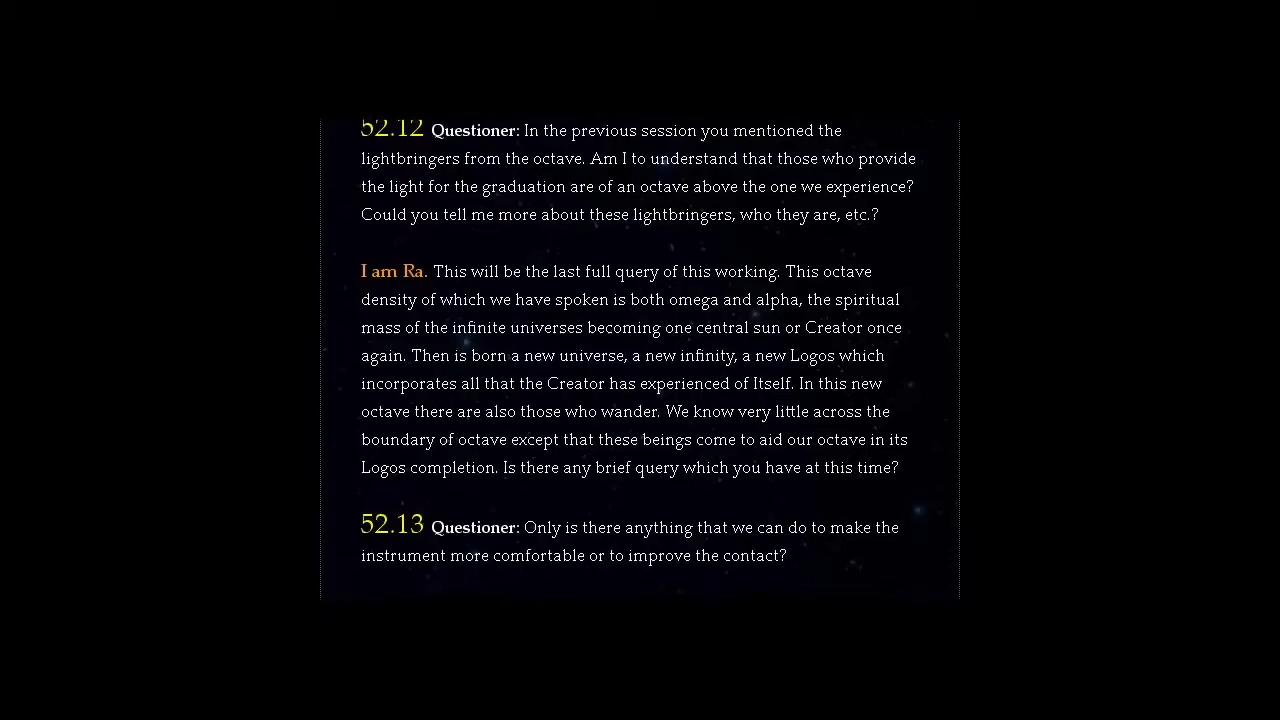 52.12 Questioner: In the previous session you mentioned the
lightbringers from the octave. Am I to understand that those who provide
the light for the graduation are of an octave above the one we experience?
Could you tell me more about these lightbringers, who they are, etc.?
I am Ra. This will be the last full query of this working. This octave
density of which we have spoken is both omega and alpha, the spiritual
mass of the infinite universes becoming one central sun or Creator once
again. Then is born a new universe, a new infinity, a new Logos which
incorporates all that the Creator has experienced of Itself. In this new
octave there are also those who wander. We know very little across the
boundary of octave except that these beings come to aid our octave in its
Logos completion. Is there any brief query which you have at this time?
52.13 Questioner: Only is there anything that we can do to make the
instrument more comfortable or to improve the contact?